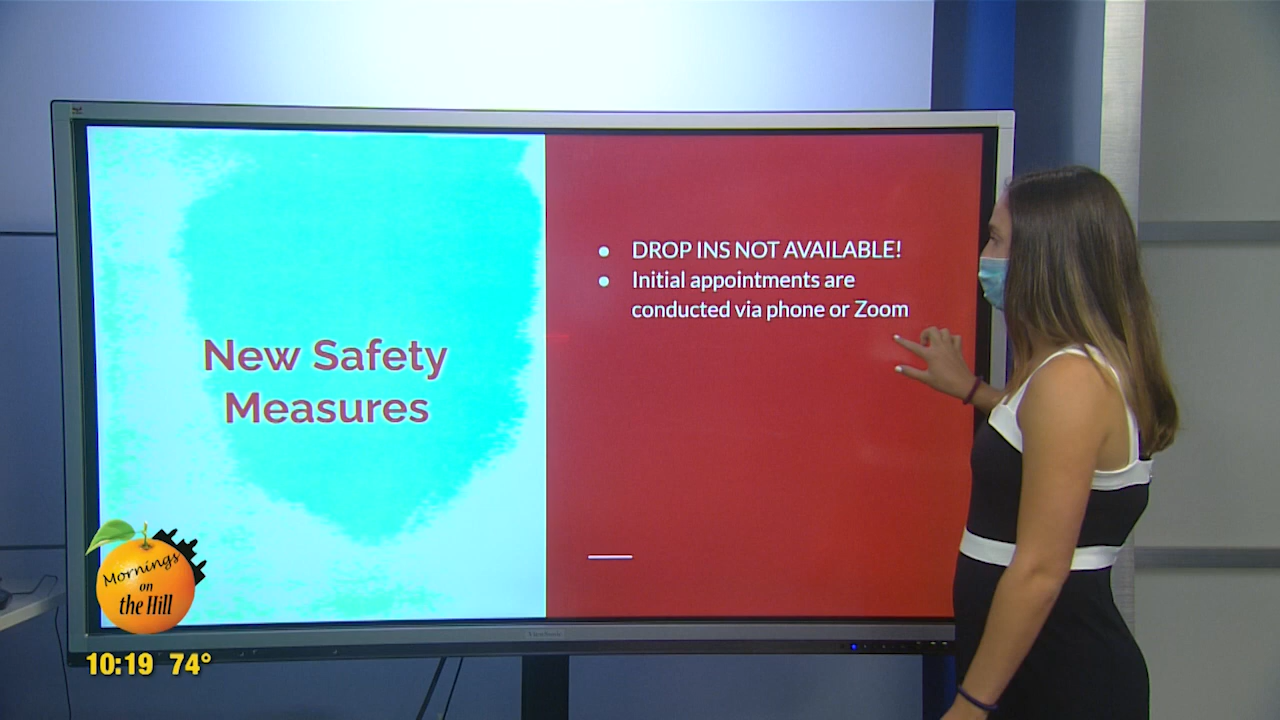 New Safety
Measures
● DROP INS NOT AVAILABLE!
● Initial appointments are
conducted via phone or Zoom
Mornings
on
the Hill
10:19 74°
ViewSonic